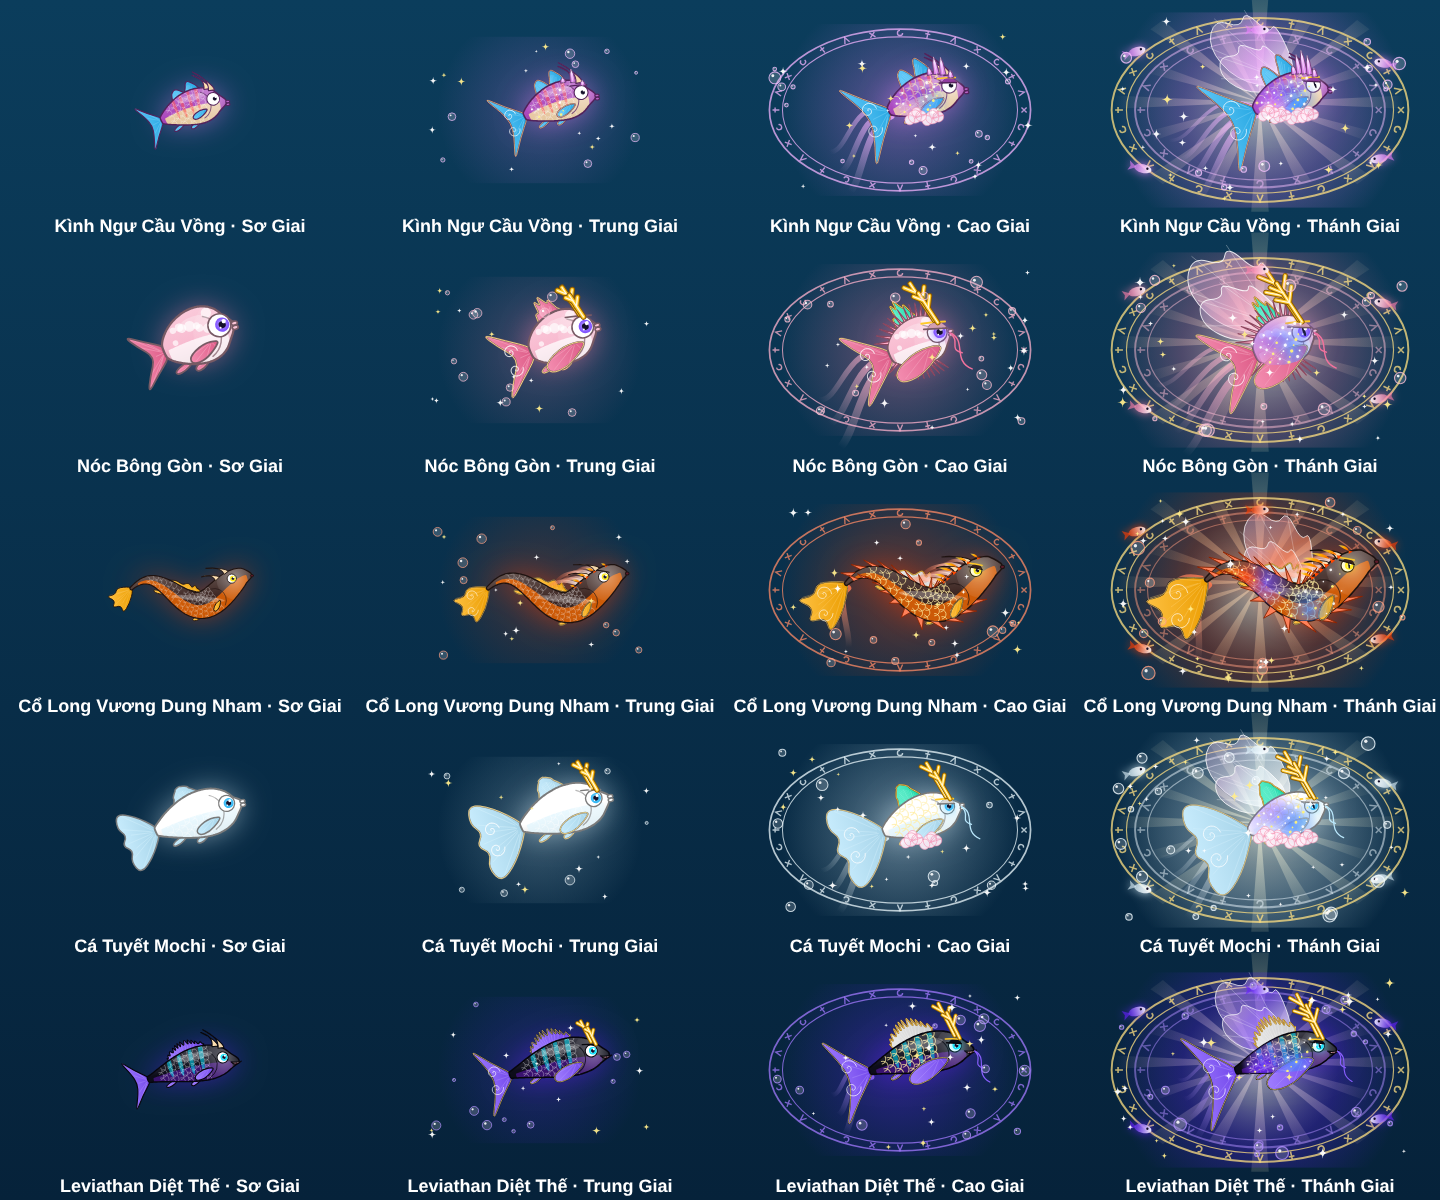 Kình Ngư Cầu Vồng · Sơ Giai
Kình Ngư Cầu Vồng · Trung Giai
Kình Ngư Cầu Vồng · Cao Giai
Kình Ngư Cầu Vồng · Thánh Giai
Nóc Bông Gòn · Sơ Giai
Nóc Bông Gòn · Trung Giai
Nóc Bông Gòn · Cao Giai
Nóc Bông Gòn · Thánh Giai
Cổ Long Vương Dung Nham · Sơ Giai
Cổ Long Vương Dung Nham · Trung Giai
Cổ Long Vương Dung Nham · Cao Giai
Cổ Long Vương Dung Nham · Thánh Giai
Cá Tuyết Mochi · Sơ Giai
Cá Tuyết Mochi · Trung Giai
Cá Tuyết Mochi · Cao Giai
Cá Tuyết Mochi · Thánh Giai
Leviathan Diệt Thế · Sơ Giai
Leviathan Diệt Thế · Trung Giai
Leviathan Diệt Thế · Cao Giai
Leviathan Diệt Thế · Thánh Giai